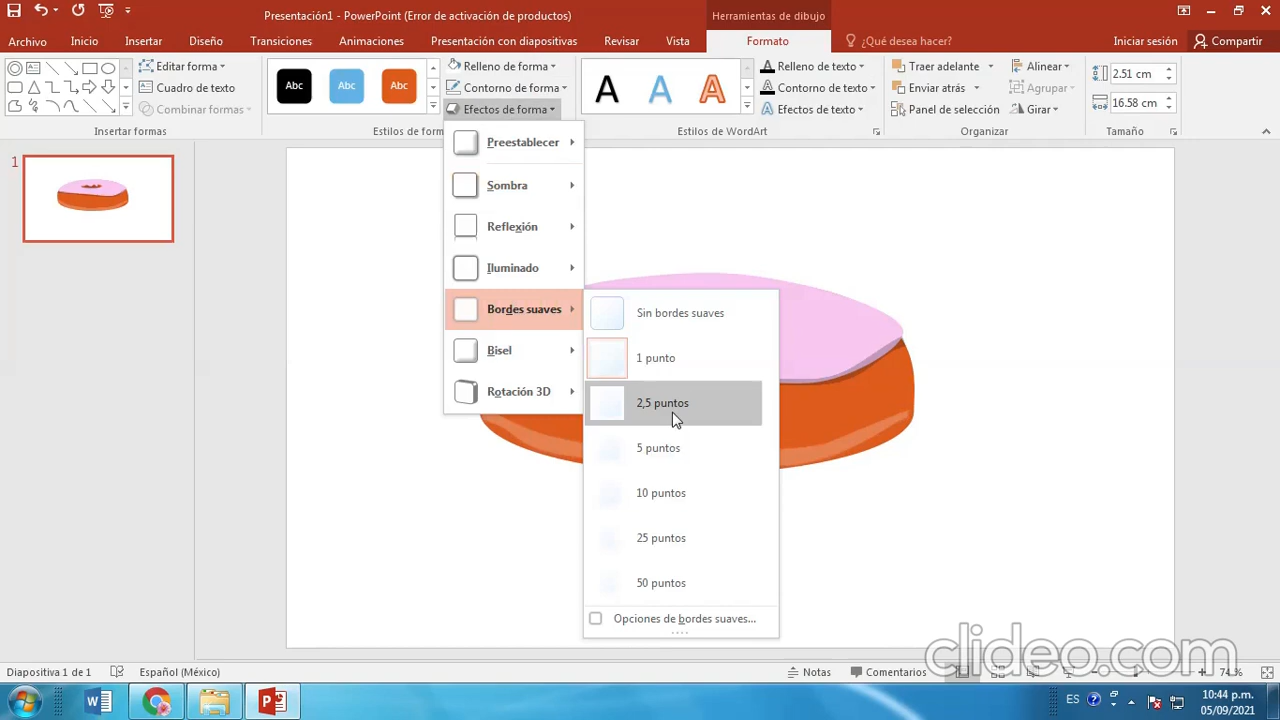 Presentación1 - PowerPoint (Error de activación de productos)
Herramientas de dibujo
Archivo Inicio Insertar Diseño Transiciones Animaciones Presentación con diapositivas Revisar Vista Formato ¿Qué desea hacer? Iniciar sesión Compartir
Editar forma
Cuadro de texto
Combinar formas
Insertar formas
Abc Abc Abc
Relleno de forma
Contorno de forma
Efectos de forma
Estilos de for
A A A
Relleno de texto
Contorno de texto
Efectos de texto
Estilos de WordArt
Traer adelante
Enviar atrás
Panel de selección
Alinear
Agrupar
Girar
Organizar
2.51 cm
16.58 cm
Tamaño
1
Preestablecer
Sombra
Reflexión
Iluminado
Bordes suaves
Bisel
Rotación 3D
Sin bordes suaves
1 punto
2,5 puntos
5 puntos
10 puntos
25 puntos
50 puntos
Opciones de bordes suaves...
clideo.com
Diapositiva 1 de 1 Español (México) Notas Comentarios 74 %
ES 10:44 p.m.
05/09/2021